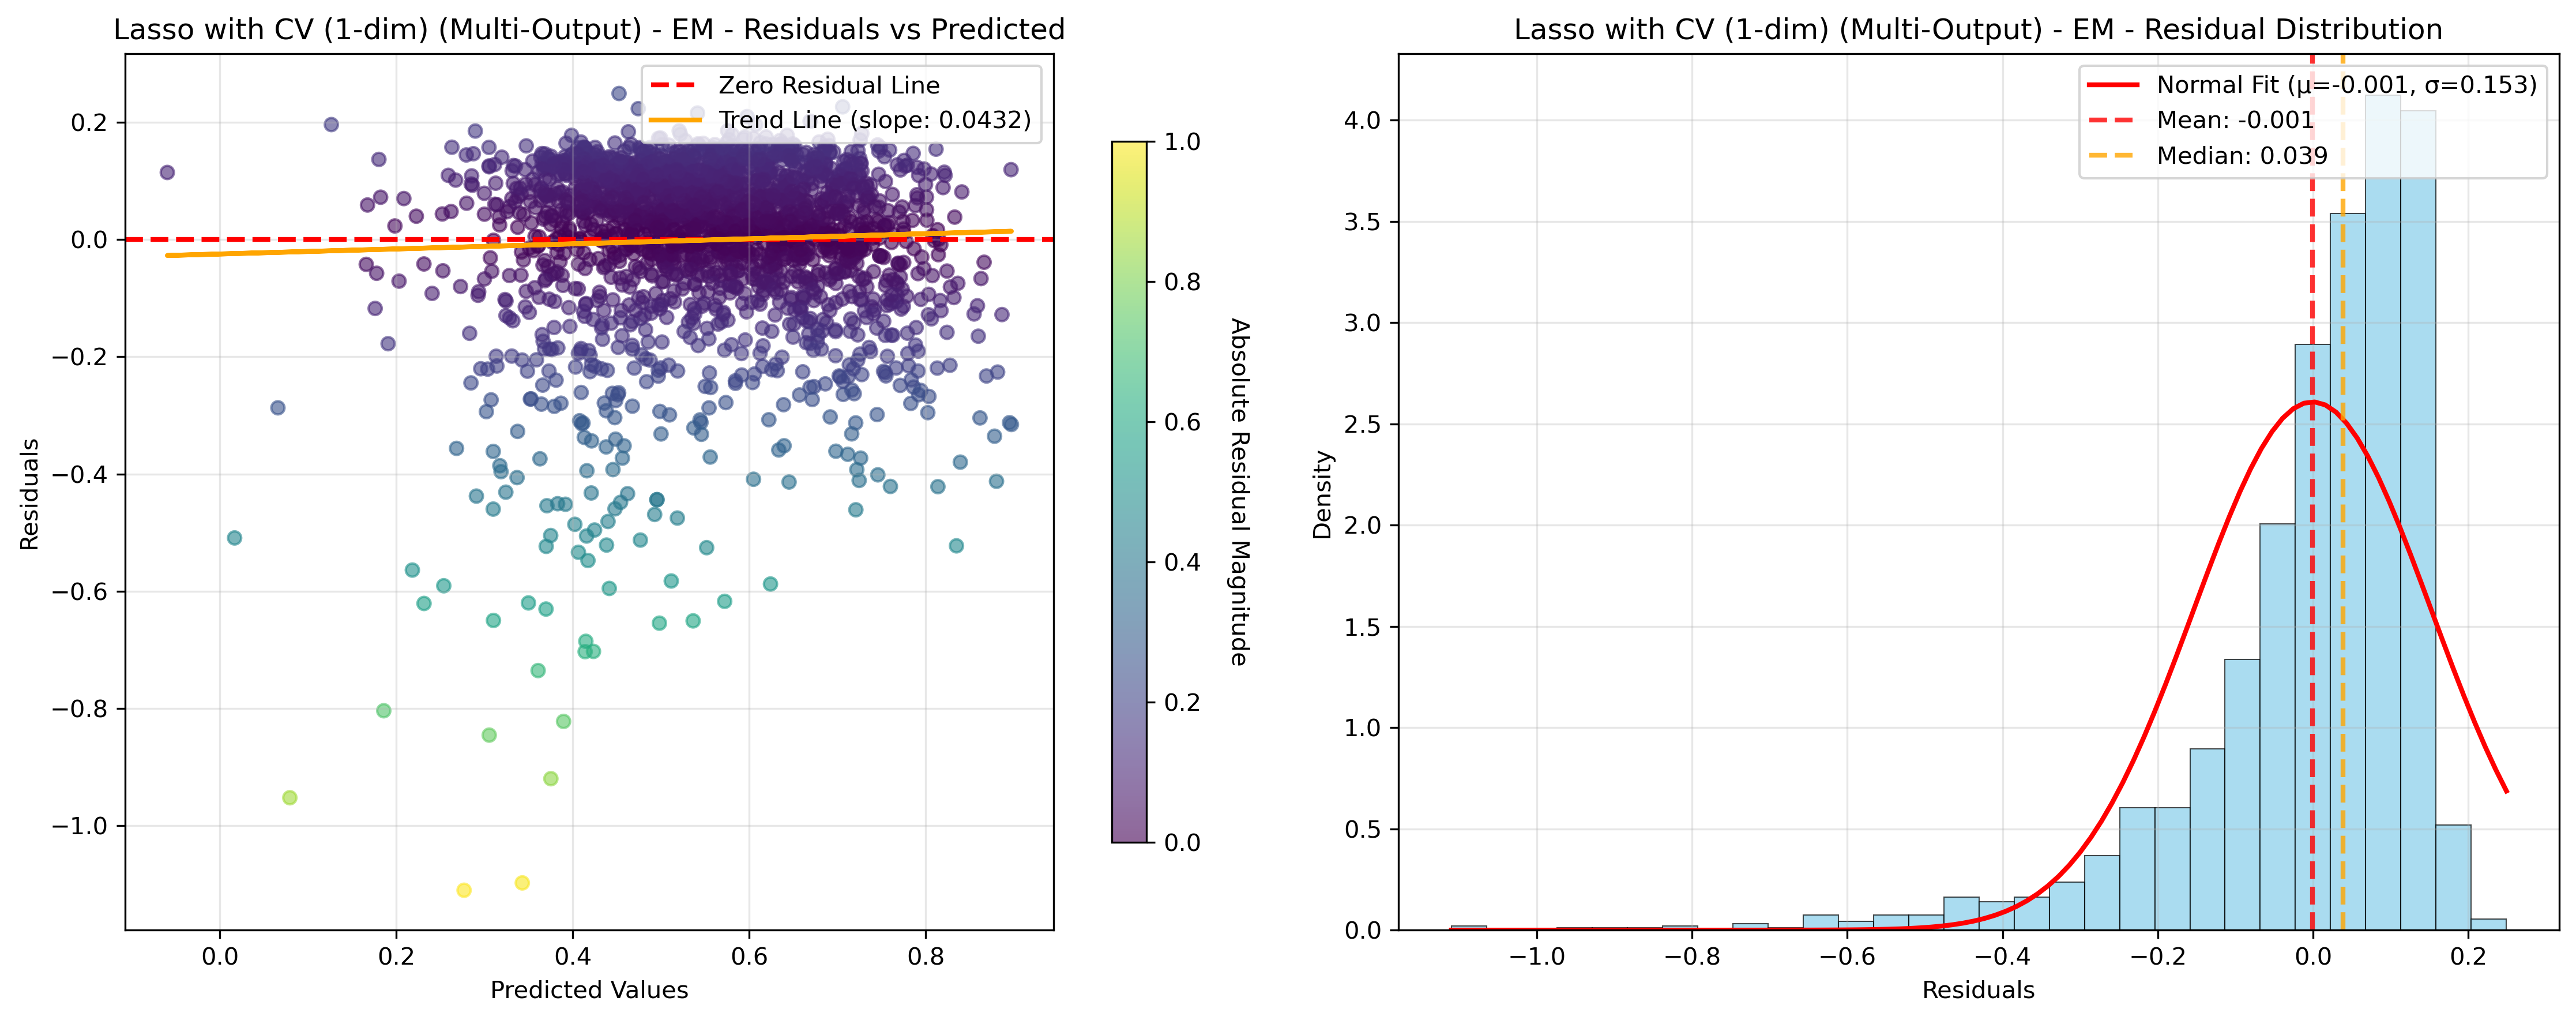 Lasso with CV (1-dim) (Multi-Output) - EM - Residuals vs Predicted
Zero Residual Line
Trend Line (slope: 0.0432)
0.2
0.0
−0.2
−0.4
−0.6
−0.8
−1.0
Residuals
0.0
0.2
0.4
0.6
0.8
Predicted Values
1.0
0.8
0.6
0.4
0.2
0.0
Absolute Residual Magnitude
Lasso with CV (1-dim) (Multi-Output) - EM - Residual Distribution
Normal Fit (μ=-0.001, σ=0.153)
Mean: -0.001
Median: 0.039
4.0
3.5
3.0
2.5
2.0
1.5
1.0
0.5
0.0
Density
−1.0
−0.8
−0.6
−0.4
−0.2
0.0
0.2
Residuals